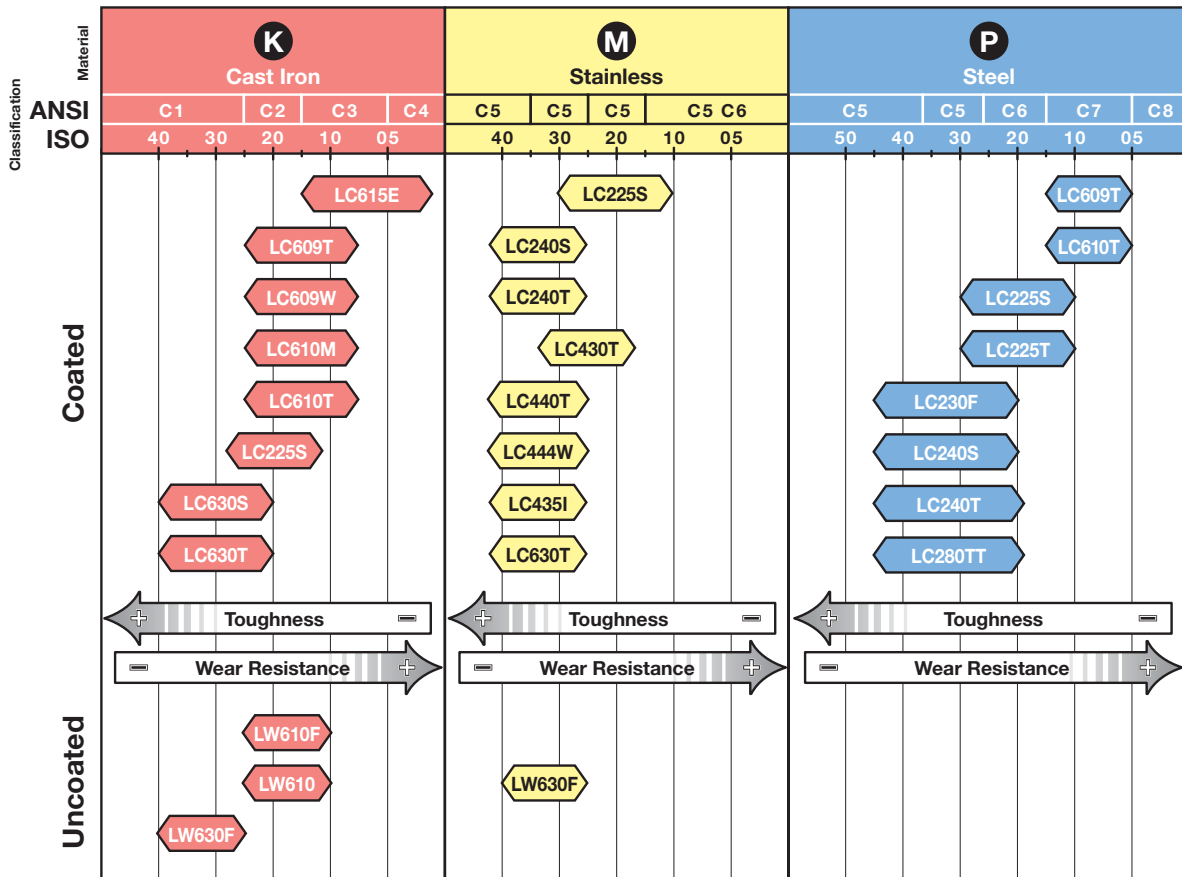 Classification
Material
K
M
P
Cast Iron
Stainless
Steel
ANSI C1 C2 C3 C4 C5 C5 C5 C5 C6 C5 C5 C6 C7 C8
ISO 40 30 20 10 05 40 30 20 10 05 50 40 30 20 10 05
Coated
LC615E LC225S LC609T
LC609T LC240S LC610T
LC609W LC240T LC225S
LC610M LC430T LC225T
LC610T LC440T LC230F
LC225S LC444W LC240S
LC630S LC435I LC240T
LC630T LC630T LC280TT
+ Toughness − + Toughness − + Toughness −
− Wear Resistance + − Wear Resistance + − Wear Resistance +
Uncoated
LW610F
LW610 LW630F
LW630F